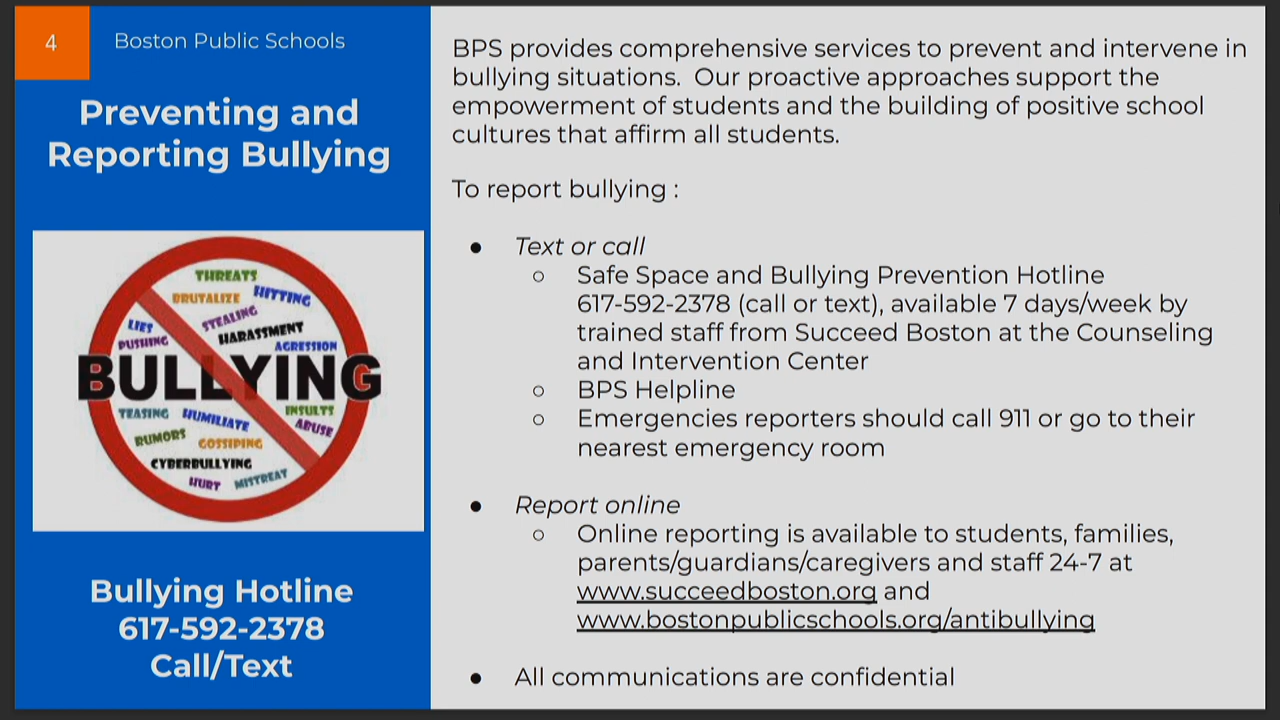 4
Boston Public Schools
Preventing and
Reporting Bullying
THREATS
BRUTALIZE
HITTING
LIES
STEALING
PUSHING
HARASSMENT
AGRESSION
BULLYING
TEASING
HUMILIATE
INSULTS
ABUSE
RUMORS
GOSSIPING
CYBERBULLYING
HURT
MISTREAT
Bullying Hotline
617-592-2378
Call/Text
BPS provides comprehensive services to prevent and intervene in
bullying situations.  Our proactive approaches support the
empowerment of students and the building of positive school
cultures that affirm all students.
To report bullying :
● Text or call
○ Safe Space and Bullying Prevention Hotline
617-592-2378 (call or text), available 7 days/week by
trained staff from Succeed Boston at the Counseling
and Intervention Center
○ BPS Helpline
○ Emergencies reporters should call 911 or go to their
nearest emergency room
● Report online
○ Online reporting is available to students, families,
parents/guardians/caregivers and staff 24-7 at
www.succeedboston.org and
www.bostonpublicschools.org/antibullying
● All communications are confidential